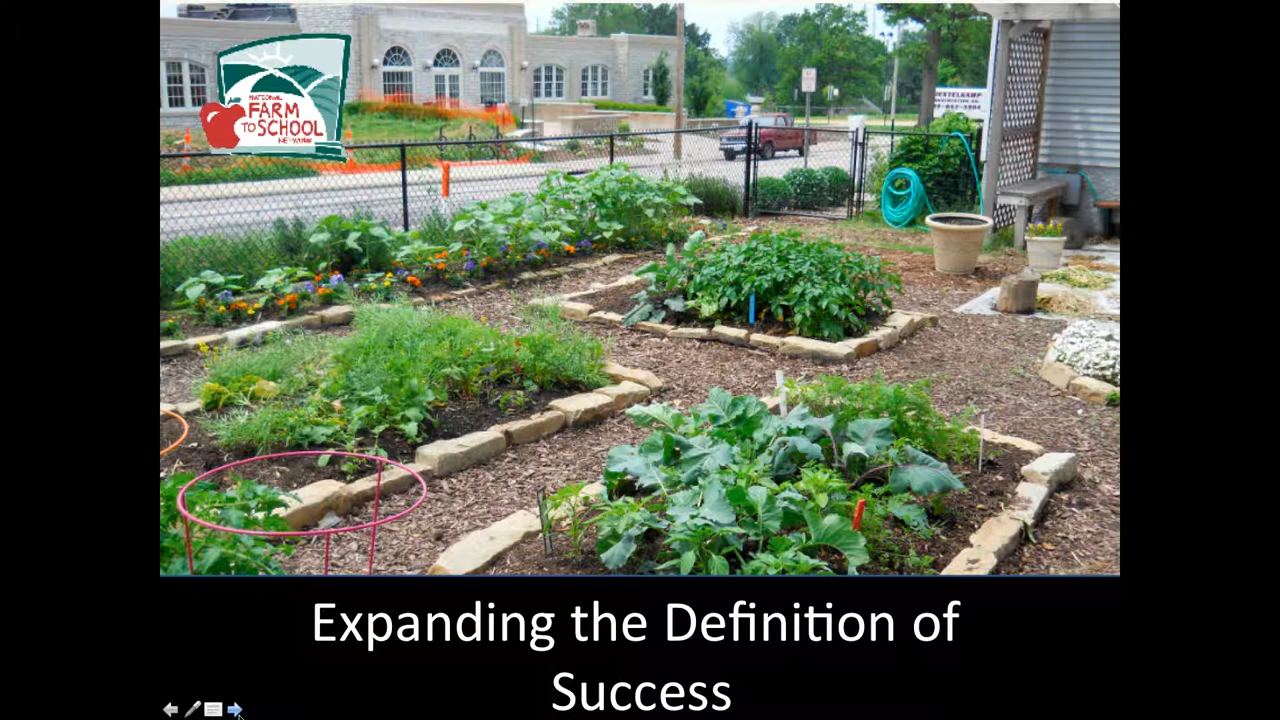 NATIONAL
FARM
TO SCHOOL
NETWORK
Expanding the Definition of
Success